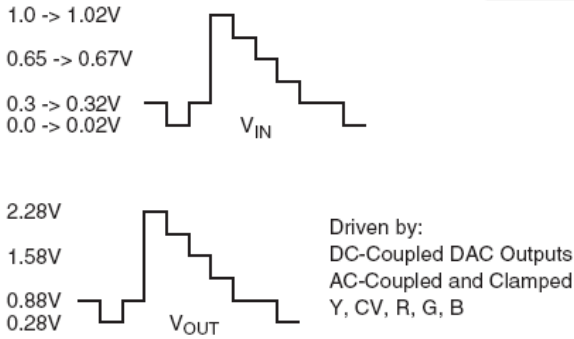 1.0 -> 1.02V
0.65 -> 0.67V
0.3 -> 0.32V
0.0 -> 0.02V
VIN
2.28V
1.58V
0.88V
0.28V
VOUT
Driven by:
DC-Coupled DAC Outputs
AC-Coupled and Clamped
Y, CV, R, G, B